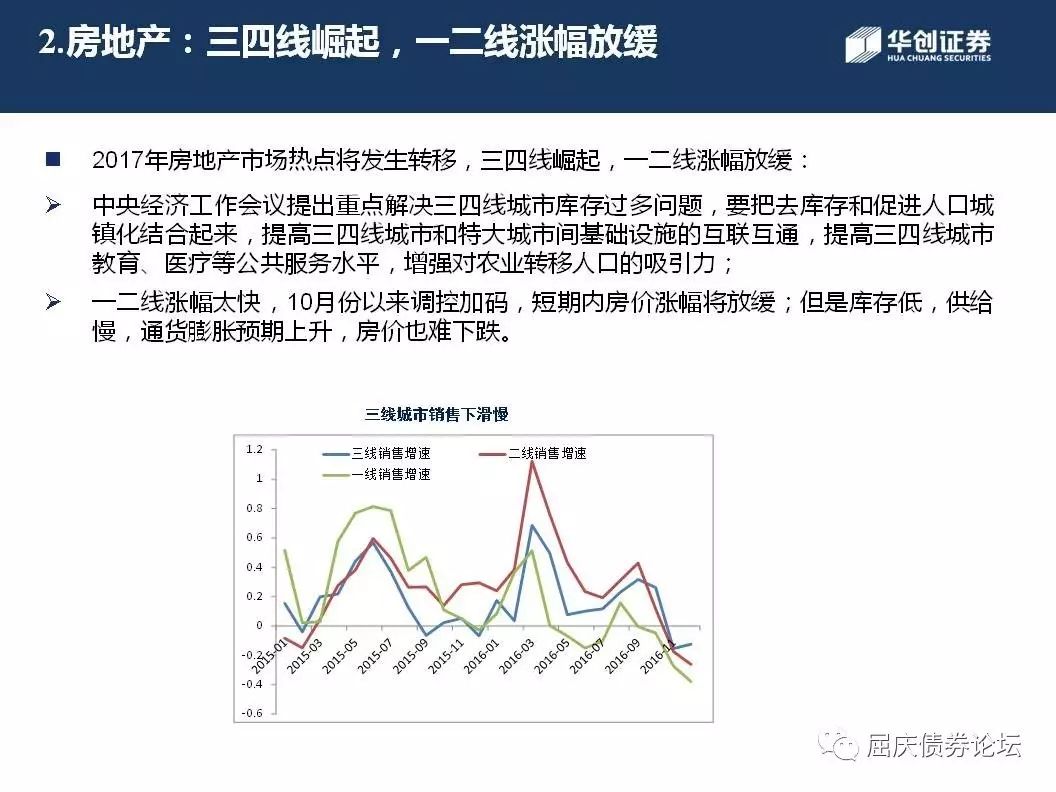 2.房地产：三四线崛起，一二线涨幅放缓
华创证券
HUA CHUANG SECURITIES
2017年房地产市场热点将发生转移，三四线崛起，一二线涨幅放缓：
中央经济工作会议提出重点解决三四线城市库存过多问题，要把去库存和促进人口城
镇化结合起来，提高三四线城市和特大城市间基础设施的互联互通，提高三四线城市
教育、医疗等公共服务水平，增强对农业转移人口的吸引力；
一二线涨幅太快，10月份以来调控加码，短期内房价涨幅将放缓；但是库存低，供给
慢，通货膨胀预期上升，房价也难下跌。
三线城市销售下滑慢
三线销售增速
二线销售增速
一线销售增速
1.2
1
0.8
0.6
0.4
0.2
0
-0.2
-0.4
-0.6
2015-01
2015-03
2015-05
2015-07
2015-09
2015-11
2016-01
2016-03
2016-05
2016-07
2016-09
2016-11
屈庆债券论坛